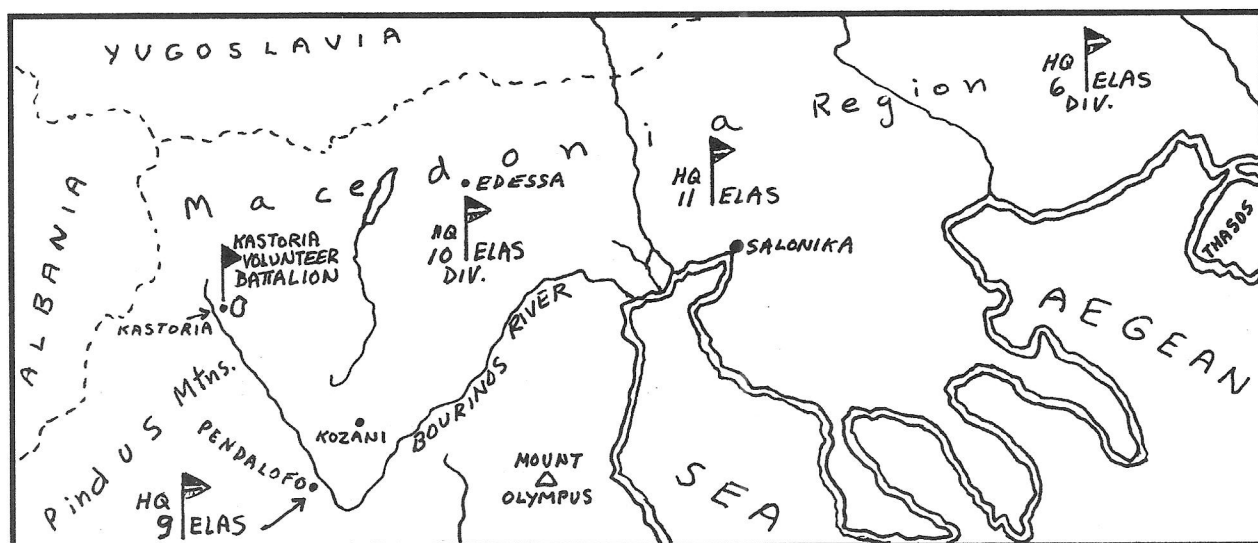 YUGOSLAVIA
ALBANIA
Macedonia Region
HQ
6 ELAS
DIV.
HQ
11 ELAS
EDESSA
HQ
10 ELAS
DIV.
KASTORIA
VOLUNTEER
BATTALION
KASTORIA
SALONIKA
THASOS
AEGEAN
SEA
BOURINOS RIVER
Pindus Mtns.
KOZANI
PENDALOFO
MOUNT
OLYMPUS
HQ
9 ELAS